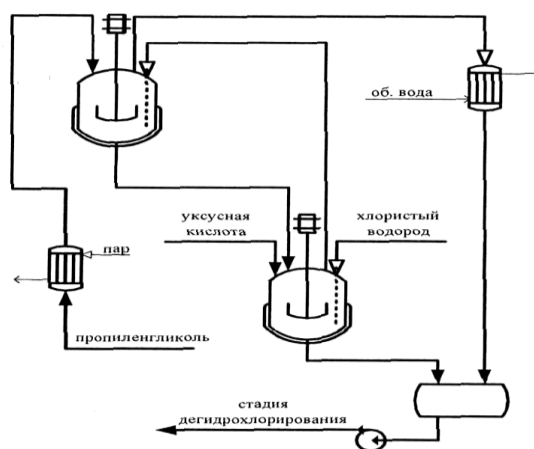 об. вода
уксусная
кислота
хлористый
водород
пар
пропиленгликоль
стадия
дегидрохлорирования